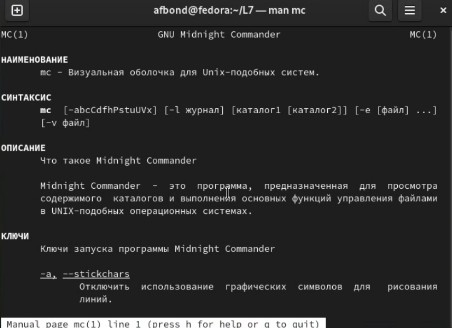 afbond@fedora:~/L7 — man mc
MC(1) GNU Midnight Commander MC(1)
НАИМЕНОВАНИЕ
mc - Визуальная оболочка для Unix-подобных систем.
СИНТАКСИС
mc [-abcCdfhPstuUVx] [-l журнал] [каталог1 [каталог2]] [-e [файл] ...]
[-v файл]
ОПИСАНИЕ
Что такое Midnight Commander
Midnight Commander - это программа, предназначенная для просмотра
содержимого каталогов и выполнения основных функций управления файлами
в UNIX-подобных операционных системах.
КЛЮЧИ
Ключи запуска программы Midnight Commander
-a, --stickchars
Отключить использование графических символов для рисования
линий.
Manual page mc(1) line 1 (press h for help or q to quit)